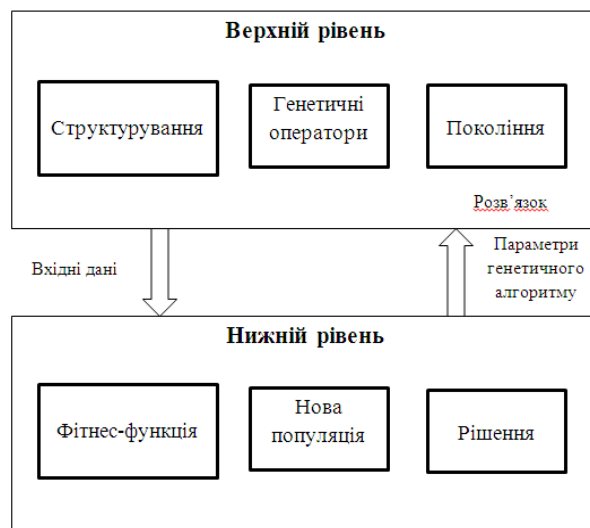 Верхній рівень
Структурування
Генетичні
оператори
Покоління
Розв’язок
Вхідні дані
Параметри
генетичного
алгоритму
Нижній рівень
Фітнес-функція
Нова
популяція
Рішення